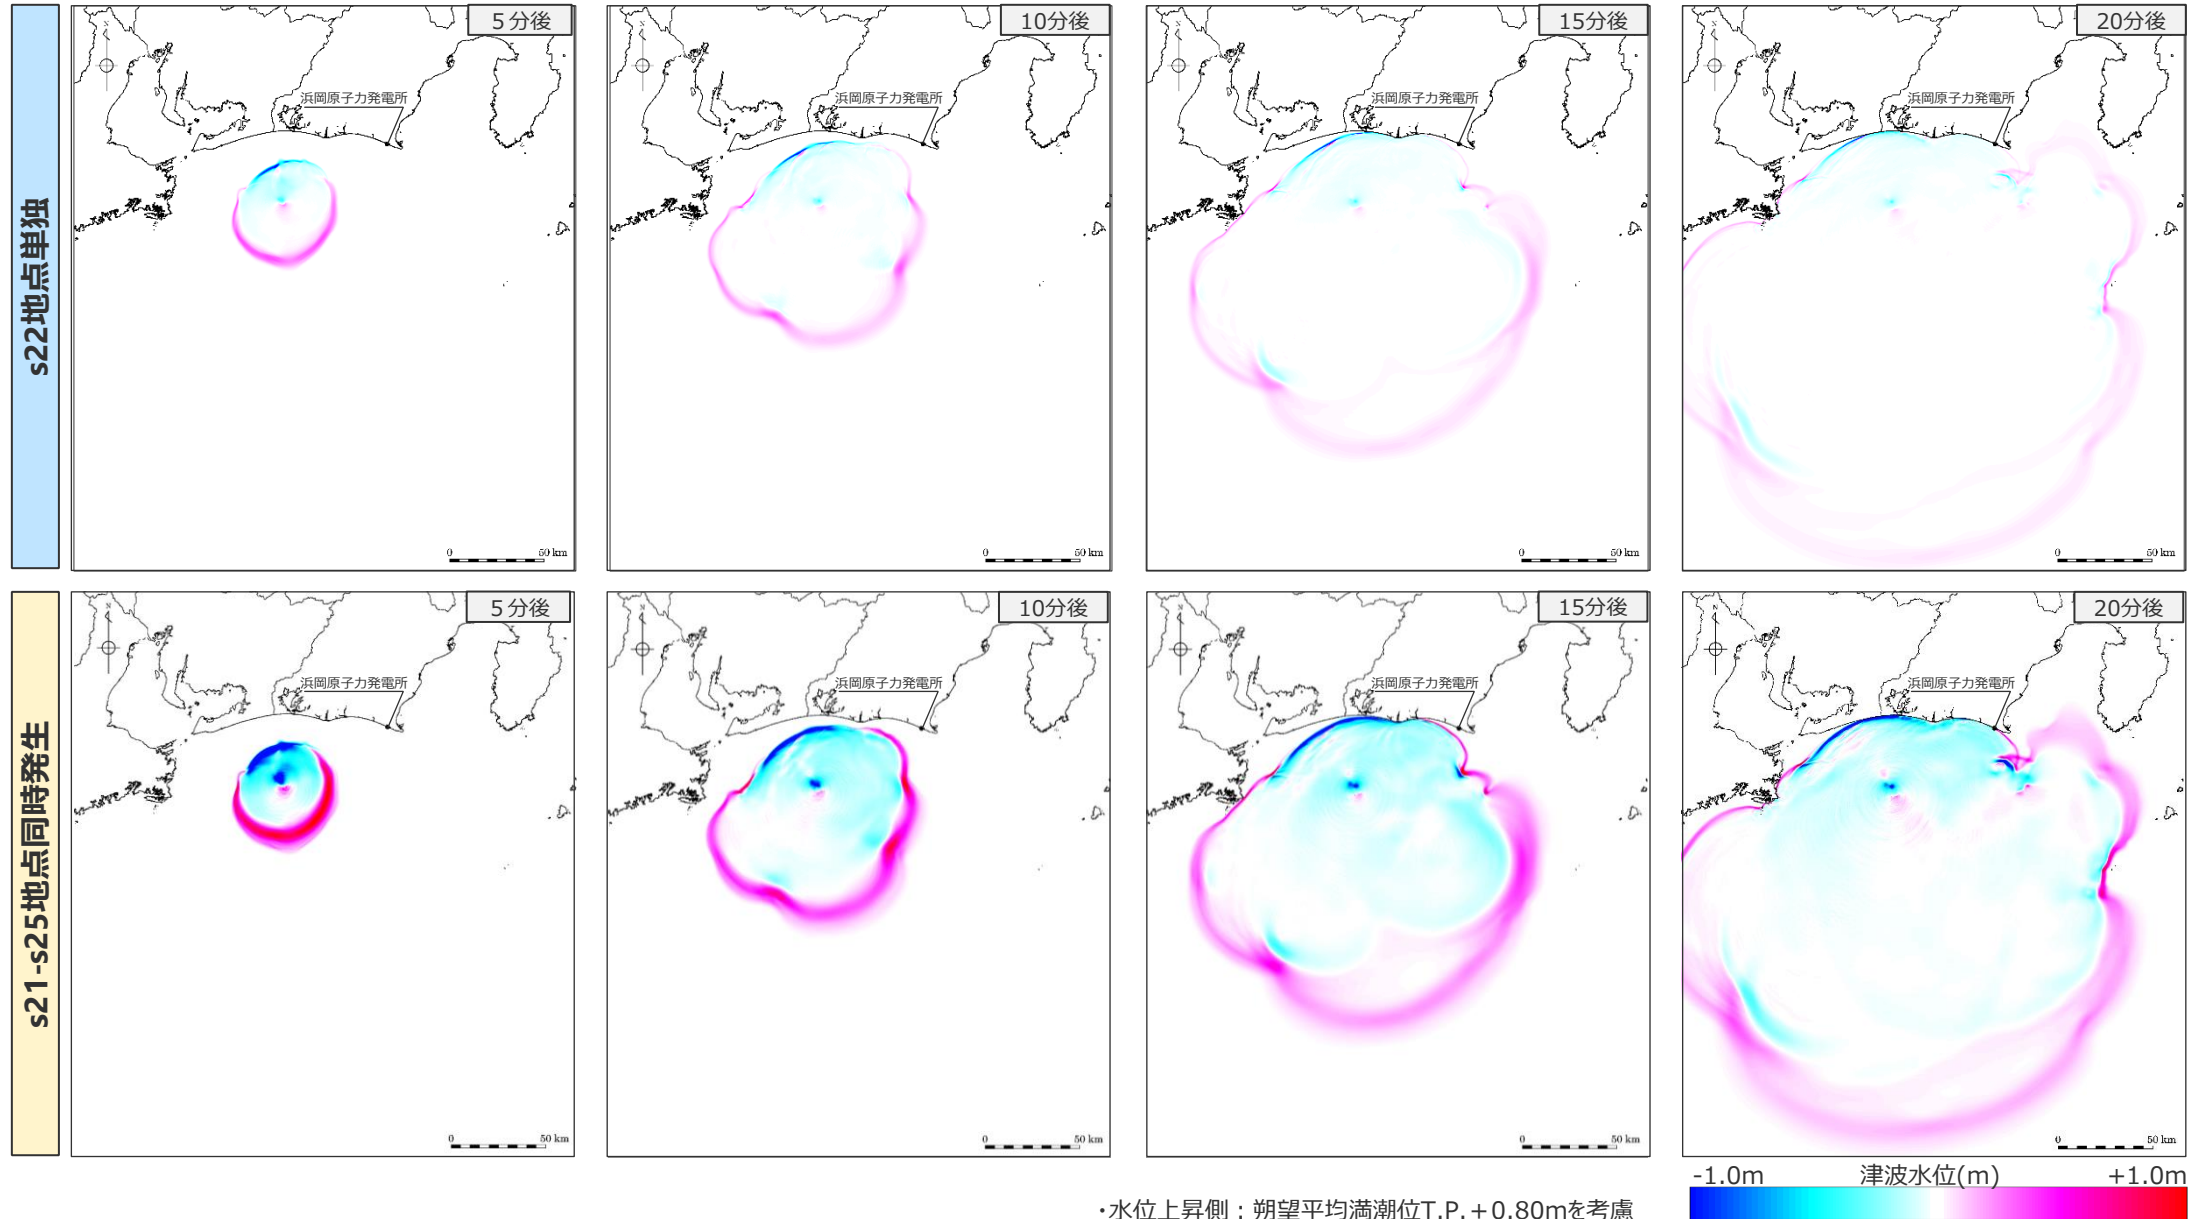 s22地点単独
5分後
10分後
15分後
20分後
N
N
N
N
浜岡原子力発電所
浜岡原子力発電所
浜岡原子力発電所
浜岡原子力発電所
0 50 km
0 50 km
0 50 km
0 50 km
s21-s25地点同時発生
5分後
10分後
15分後
20分後
N
N
N
N
浜岡原子力発電所
浜岡原子力発電所
浜岡原子力発電所
浜岡原子力発電所
0 50 km
0 50 km
0 50 km
0 50 km
-1.0m 津波水位(m) +1.0m
・水位上昇側：朔望平均満潮位T.P.+0.80mを考慮